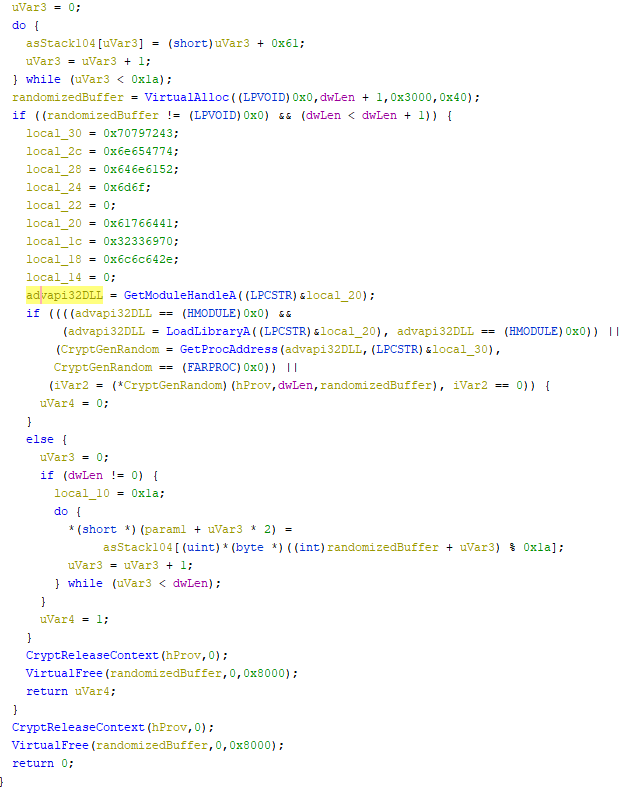 uVar3 = 0;
do {
asStack104[uVar3] = (short)uVar3 + 0x61;
uVar3 = uVar3 + 1;
} while (uVar3 < 0x1a);
randomizedBuffer = VirtualAlloc((LPVOID)0x0,dwLen + 1,0x3000,0x40);
if ((randomizedBuffer != (LPVOID)0x0) && (dwLen < dwLen + 1)) {
local_30 = 0x70797243;
local_2c = 0x6e654774;
local_28 = 0x646e6152;
local_24 = 0x6d6f;
local_22 = 0;
local_20 = 0x61766441;
local_1c = 0x32336970;
local_18 = 0x6c6c642e;
local_14 = 0;
advapi32DLL = GetModuleHandleA((LPCSTR)&local_20);
if ((((advapi32DLL == (HMODULE)0x0) &&
(advapi32DLL = LoadLibraryA((LPCSTR)&local_20), advapi32DLL == (HMODULE)0x0)) ||
(CryptGenRandom = GetProcAddress(advapi32DLL,(LPCSTR)&local_30),
CryptGenRandom == (FARPROC)0x0)) ||
(iVar2 = (*CryptGenRandom)(hProv,dwLen,randomizedBuffer), iVar2 == 0)) {
uVar4 = 0;
}
else {
uVar3 = 0;
if (dwLen != 0) {
local_10 = 0x1a;
do {
*(short *)(param1 + uVar3 * 2) =
asStack104[(uint)*(byte *)((int)randomizedBuffer + uVar3) % 0x1a];
uVar3 = uVar3 + 1;
} while (uVar3 < dwLen);
}
uVar4 = 1;
}
CryptReleaseContext(hProv,0);
VirtualFree(randomizedBuffer,0,0x8000);
return uVar4;
}
CryptReleaseContext(hProv,0);
VirtualFree(randomizedBuffer,0,0x8000);
return 0;
}